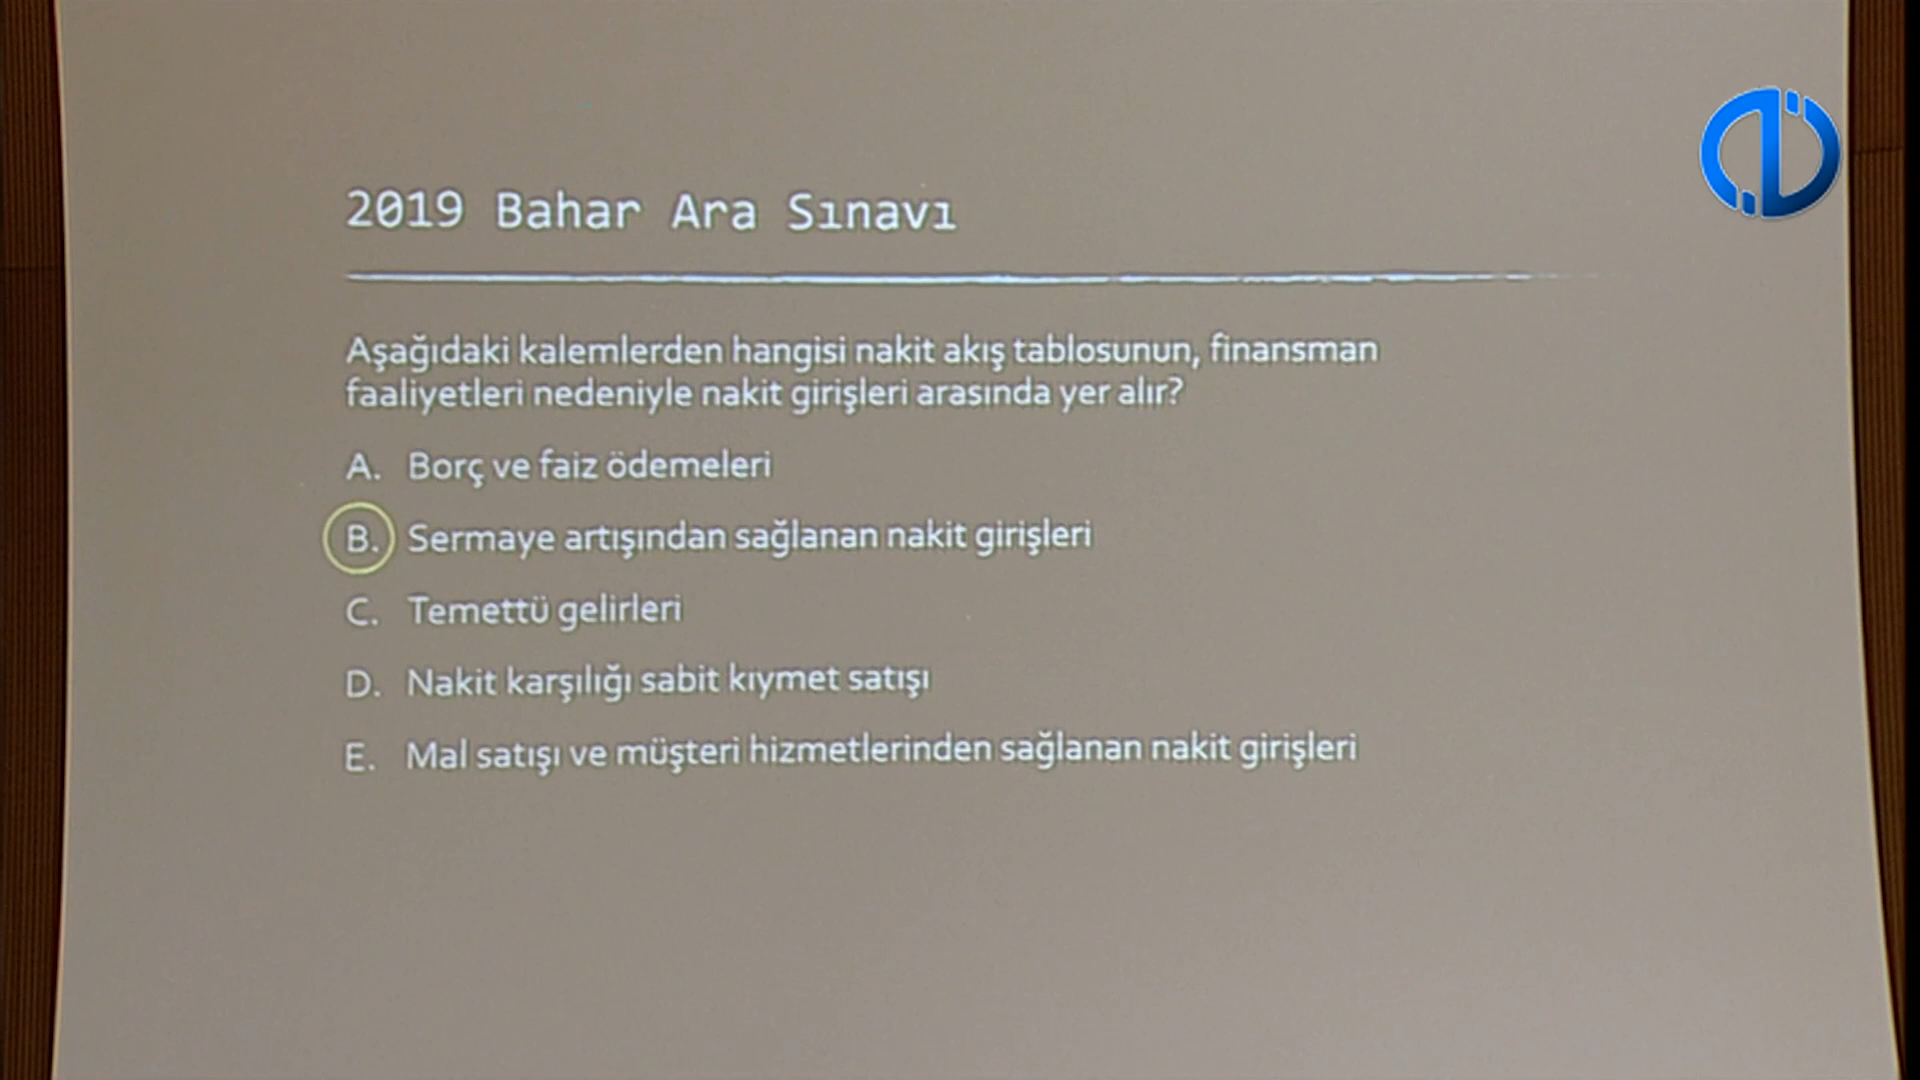 2019 Bahar Ara Sınavı
Aşağıdaki kalemlerden hangisi nakit akış tablosunun, finansman
faaliyetleri nedeniyle nakit girişleri arasında yer alır?
A. Borç ve faiz ödemeleri
B. Sermaye artışından sağlanan nakit girişleri
C. Temettü gelirleri
D. Nakit karşılığı sabit kıymet satışı
E. Mal satışı ve müşteri hizmetlerinden sağlanan nakit girişleri